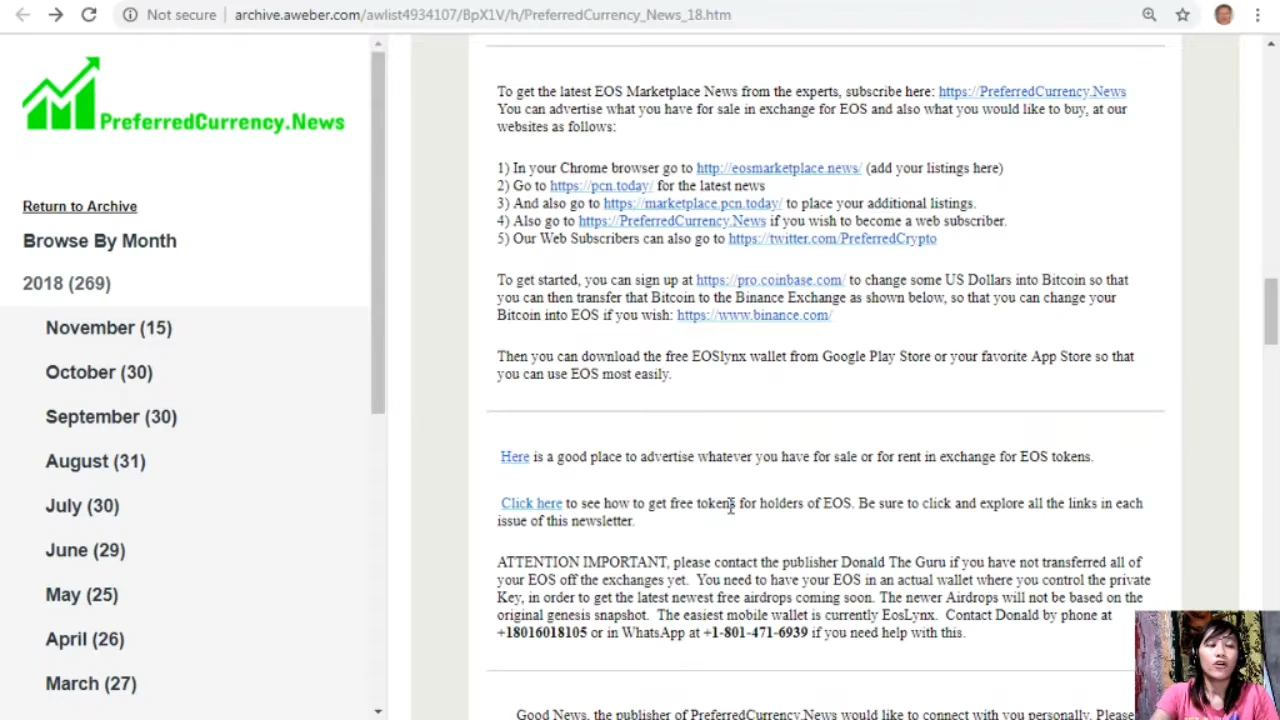 Not secure archive.aweber.com/awlist4934107/BpX1V/h/PreferredCurrency_News_18.htm
PreferredCurrency.News
Return to Archive
Browse By Month
2018 (269)
November (15)
October (30)
September (30)
August (31)
July (30)
June (29)
May (25)
April (26)
March (27)
To get the latest EOS Marketplace News from the experts, subscribe here: https://PreferredCurrency.News
You can advertise what you have for sale in exchange for EOS and also what you would like to buy, at our
websites as follows:
1) In your Chrome browser go to http://eosmarketplace.news/ (add your listings here)
2) Go to https://pcn.today/ for the latest news
3) And also go to https://marketplace.pcn.today/ to place your additional listings.
4) Also go to https://PreferredCurrency.News if you wish to become a web subscriber.
5) Our Web Subscribers can also go to https://twitter.com/PreferredCrypto
To get started, you can sign up at https://pro.coinbase.com/ to change some US Dollars into Bitcoin so that
you can then transfer that Bitcoin to the Binance Exchange as shown below, so that you can change your
Bitcoin into EOS if you wish: https://www.binance.com/
Then you can download the free EOSlynx wallet from Google Play Store or your favorite App Store so that
you can use EOS most easily.
Here is a good place to advertise whatever you have for sale or for rent in exchange for EOS tokens.
Click here to see how to get free tokens for holders of EOS. Be sure to click and explore all the links in each
issue of this newsletter.
ATTENTION IMPORTANT, please contact the publisher Donald The Guru if you have not transferred all of
your EOS off the exchanges yet. You need to have your EOS in an actual wallet where you control the private
Key, in order to get the latest newest free airdrops coming soon. The newer Airdrops will not be based on the
original genesis snapshot. The easiest mobile wallet is currently EosLynx. Contact Donald by phone at
+18016018105 or in WhatsApp at +1-801-471-6939 if you need help with this.
Good News, the publisher of PreferredCurrency.News would like to connect with you personally. Please